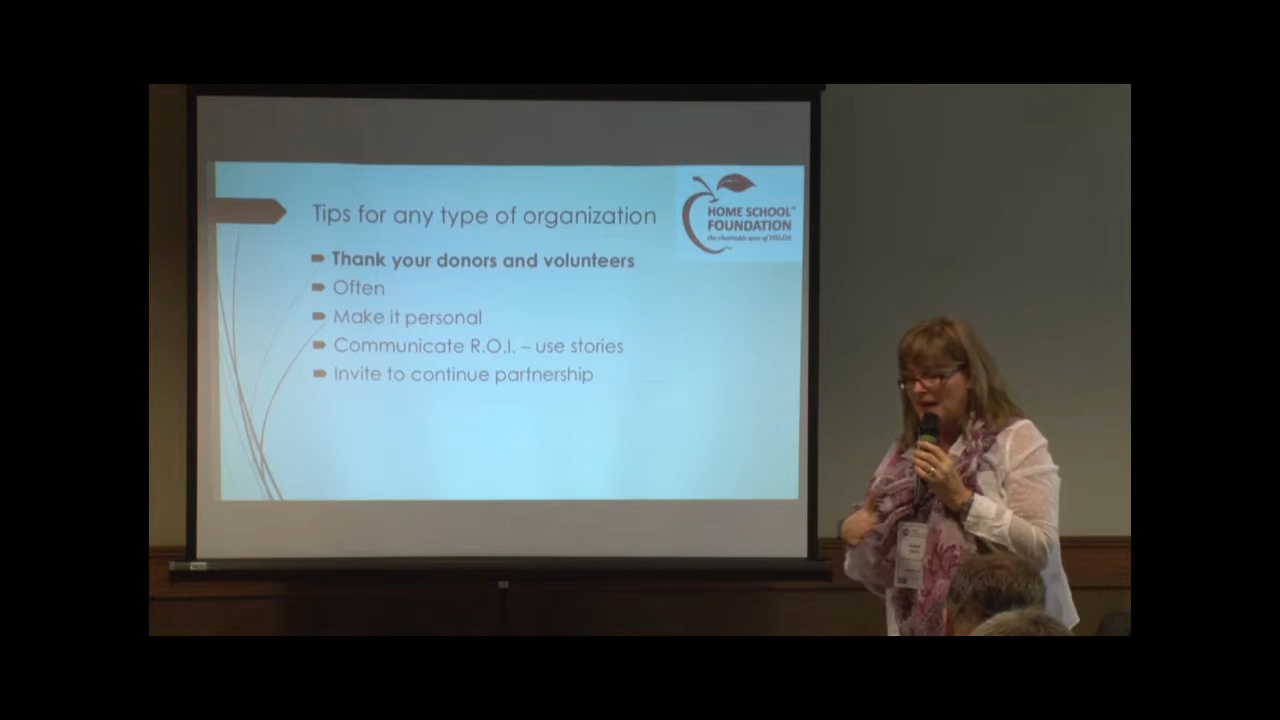 Tips for any type of organization
HOME SCHOOL
FOUNDATION
the charitable arm of HSLDA
Thank your donors and volunteers
Often
Make it personal
Communicate R.O.I. – use stories
Invite to continue partnership